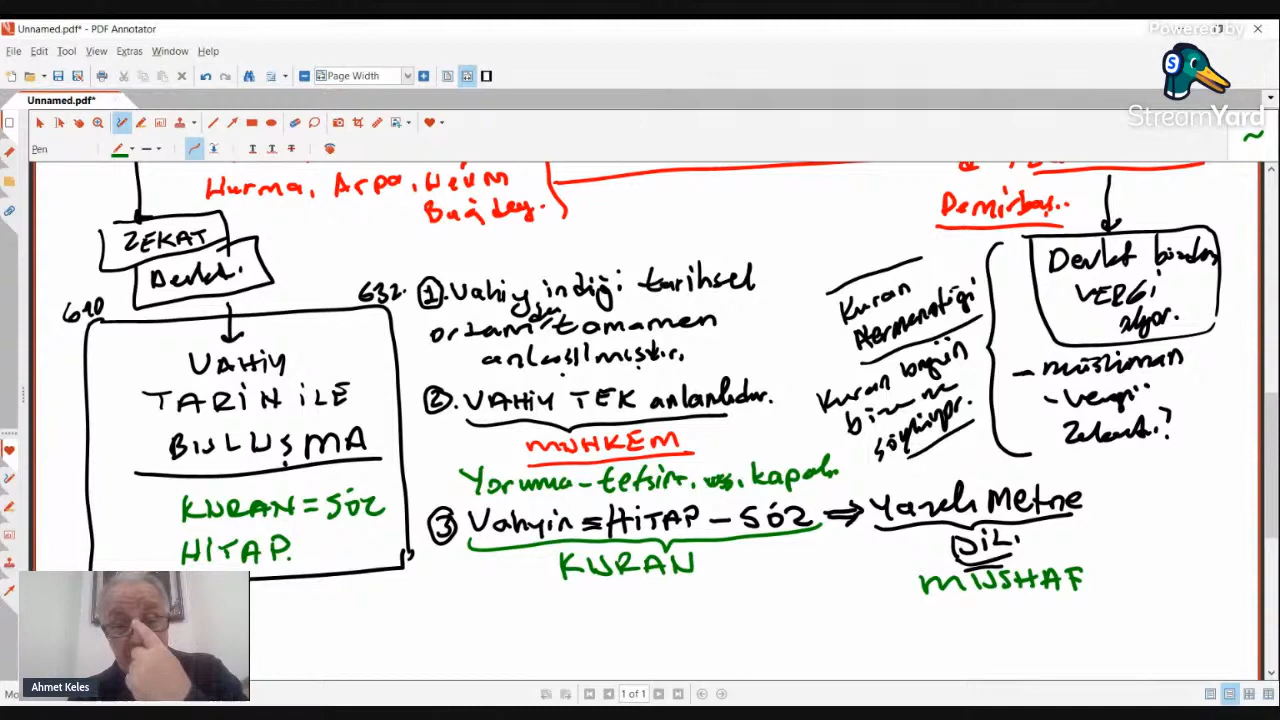 Unnamed.pdf* - PDF Annotator
Powered by
StreamYard
File Edit Tool View Extras Window Help
Page Width
Unnamed.pdf*
Pen
Hurma, Arpa, Üzüm
Buğday.
Demirbaş..
ZEKAT
Devlet.
610
632.
VAHİY
TARİH İLE
BULUŞMA
KURAN = SÖZ
HİTAP.
1. Vahiy indiği tarihsel
ortamda tamamen
anlaşılmıştır.
2. VAHİY TEK anlamlıdır.
MUHKEM
Yoruma - tefsire. vs. kapalı
3 Vahyin = HİTAP - SÖZ ⇒ Yazılı Metne
KURAN
DİL.
MUSHAF
Kuran
Hermenötiği
Kuran bugün
bize ne
söylüyor.
Devlet bizden
VERGİ
alıyor.
- müslüman
- vergi
Zekat.?
Ahmet Keles
1 of 1